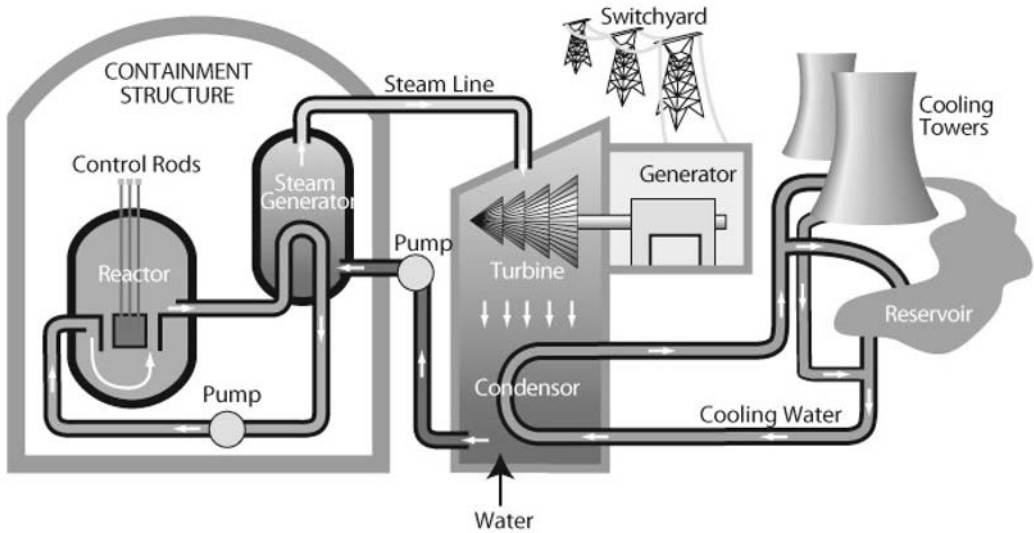 Switchyard
CONTAINMENT
STRUCTURE
Steam Line
Cooling
Towers
Control Rods
Steam
Generator
Generator
Pump
Reactor
Turbine
Reservoir
Pump
Condensor
Cooling Water
Water